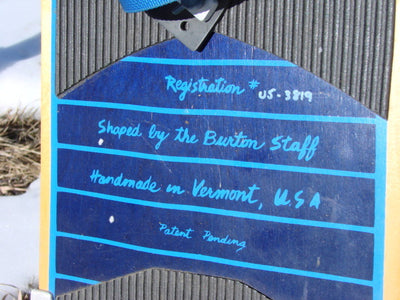 Registration # US-3819
Shaped by the Burton Staff
Handmade in Vermont, U.S.A
Patent Pending